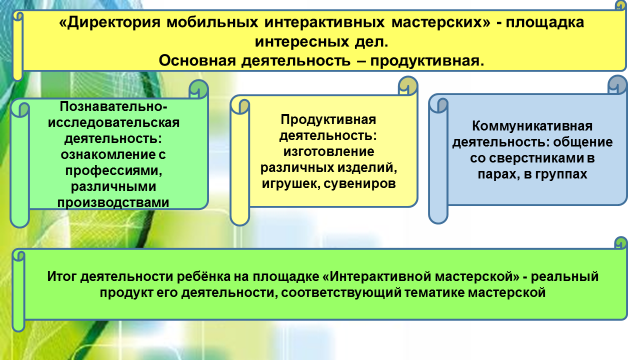 «Директория мобильных интерактивных мастерских» - площадка
интересных дел.
Основная деятельность – продуктивная.
Познавательно-
исследовательская
деятельность:
ознакомление с
профессиями,
различными
производствами
Продуктивная
деятельность:
изготовление
различных изделий,
игрушек, сувениров
Коммуникативная
деятельность: общение
со сверстниками в
парах, в группах
Итог деятельности ребёнка на площадке «Интерактивной мастерской» - реальный
продукт его деятельности, соответствующий тематике мастерской